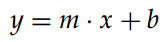 y = m · x + b